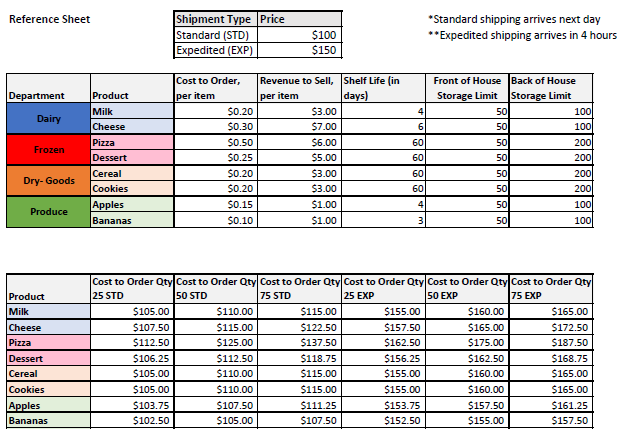 Reference Sheet
Shipment Type Price
Standard (STD) $100
Expedited (EXP) $150
*Standard shipping arrives next day
**Expedited shipping arrives in 4 hours
Department Product Cost to Order, per item Revenue to Sell, per item Shelf Life (in days) Front of House Storage Limit Back of House Storage Limit
Dairy
Milk $0.20 $3.00 4 50 100
Cheese $0.30 $7.00 6 50 100
Frozen
Pizza $0.50 $6.00 60 50 200
Dessert $0.25 $5.00 60 50 200
Dry- Goods
Cereal $0.20 $3.00 60 50 200
Cookies $0.20 $3.00 60 50 200
Produce
Apples $0.15 $1.00 4 50 100
Bananas $0.10 $1.00 3 50 100
Product Cost to Order Qty 25 STD Cost to Order Qty 50 STD Cost to Order Qty 75 STD Cost to Order Qty 25 EXP Cost to Order Qty 50 EXP Cost to Order Qty 75 EXP
Milk $105.00 $110.00 $115.00 $155.00 $160.00 $165.00
Cheese $107.50 $115.00 $122.50 $157.50 $165.00 $172.50
Pizza $112.50 $125.00 $137.50 $162.50 $175.00 $187.50
Dessert $106.25 $112.50 $118.75 $156.25 $162.50 $168.75
Cereal $105.00 $110.00 $115.00 $155.00 $160.00 $165.00
Cookies $105.00 $110.00 $115.00 $155.00 $160.00 $165.00
Apples $103.75 $107.50 $111.25 $153.75 $157.50 $161.25
Bananas $102.50 $105.00 $107.50 $152.50 $155.00 $157.50